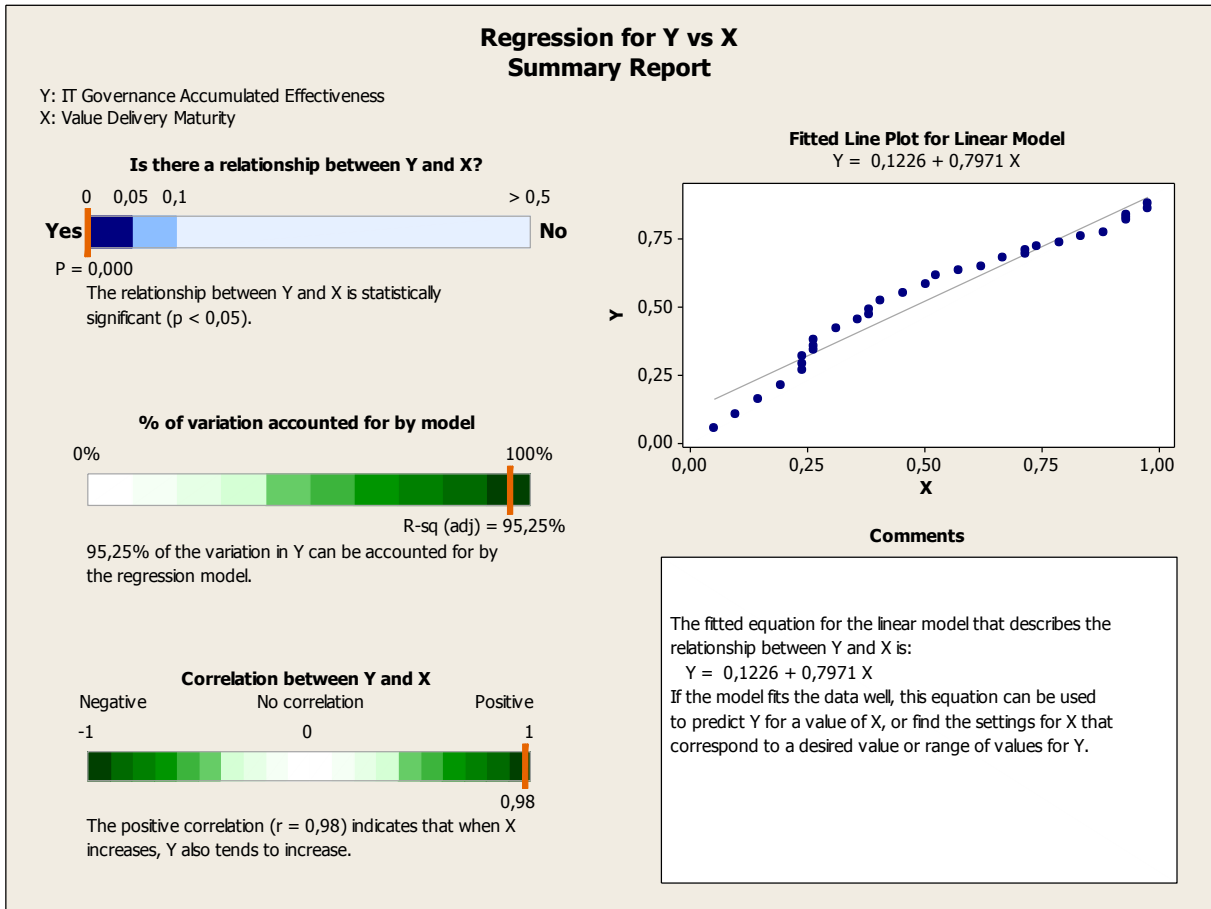 Regression for Y vs X
Summary Report
Y: IT Governance Accumulated Effectiveness
X: Value Delivery Maturity
Is there a relationship between Y and X?
0 0,05 0,1 > 0,5
Yes No
P = 0,000
The relationship between Y and X is statistically
significant (p < 0,05).
% of variation accounted for by model
0% 100%
R-sq (adj) = 95,25%
95,25% of the variation in Y can be accounted for by
the regression model.
Correlation between Y and X
Negative No correlation Positive
-1 0 1
0,98
The positive correlation (r = 0,98) indicates that when X
increases, Y also tends to increase.
Fitted Line Plot for Linear Model
Y = 0,1226 + 0,7971 X
0,75
0,50
0,25
0,00
Y
0,00 0,25 0,50 0,75 1,00
X
Comments
The fitted equation for the linear model that describes the
relationship between Y and X is:
Y = 0,1226 + 0,7971 X
If the model fits the data well, this equation can be used
to predict Y for a value of X, or find the settings for X that
correspond to a desired value or range of values for Y.